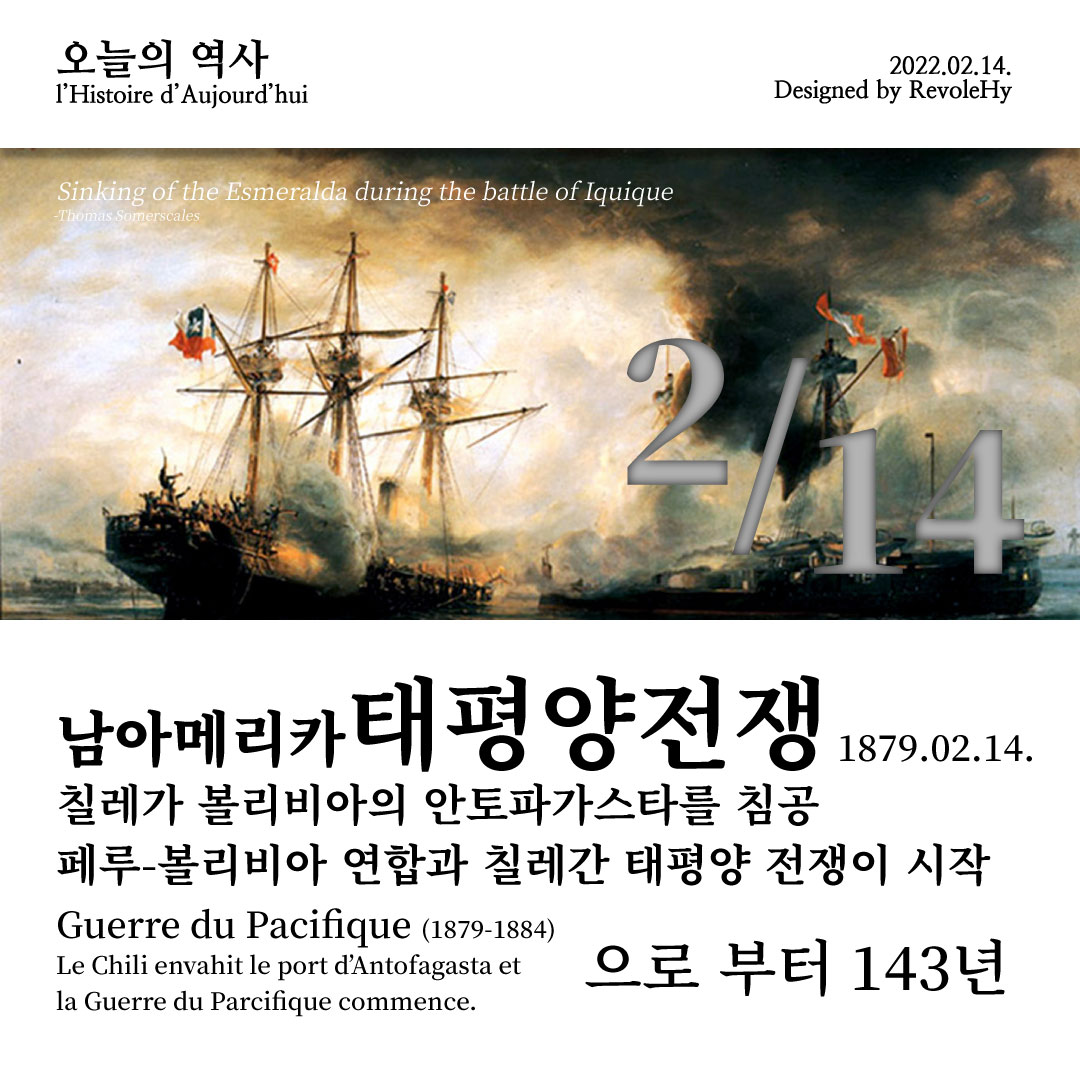 오늘의 역사
l’Histoire d’Aujourd’hui
2022.02.14.
Designed by RevoleHy
Sinking of the Esmeralda during the battle of Iquique
-Thomas Somerscales
2/14
남아메리카 태평양전쟁 1879.02.14.
칠레가 볼리비아의 안토파가스타를 침공
페루-볼리비아 연합과 칠레간 태평양 전쟁이 시작
Guerre du Pacifique (1879-1884)
Le Chili envahit le port d’Antofagasta et
la Guerre du Parcifique commence.
으로 부터 143년